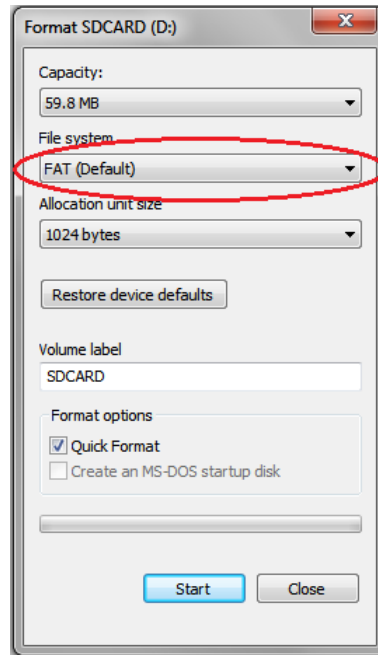 Format SDCARD (D:)
Capacity:
59.8 MB
File system
FAT (Default)
Allocation unit size
1024 bytes
Restore device defaults
Volume label
SDCARD
Format options
Quick Format
Create an MS-DOS startup disk
Start Close